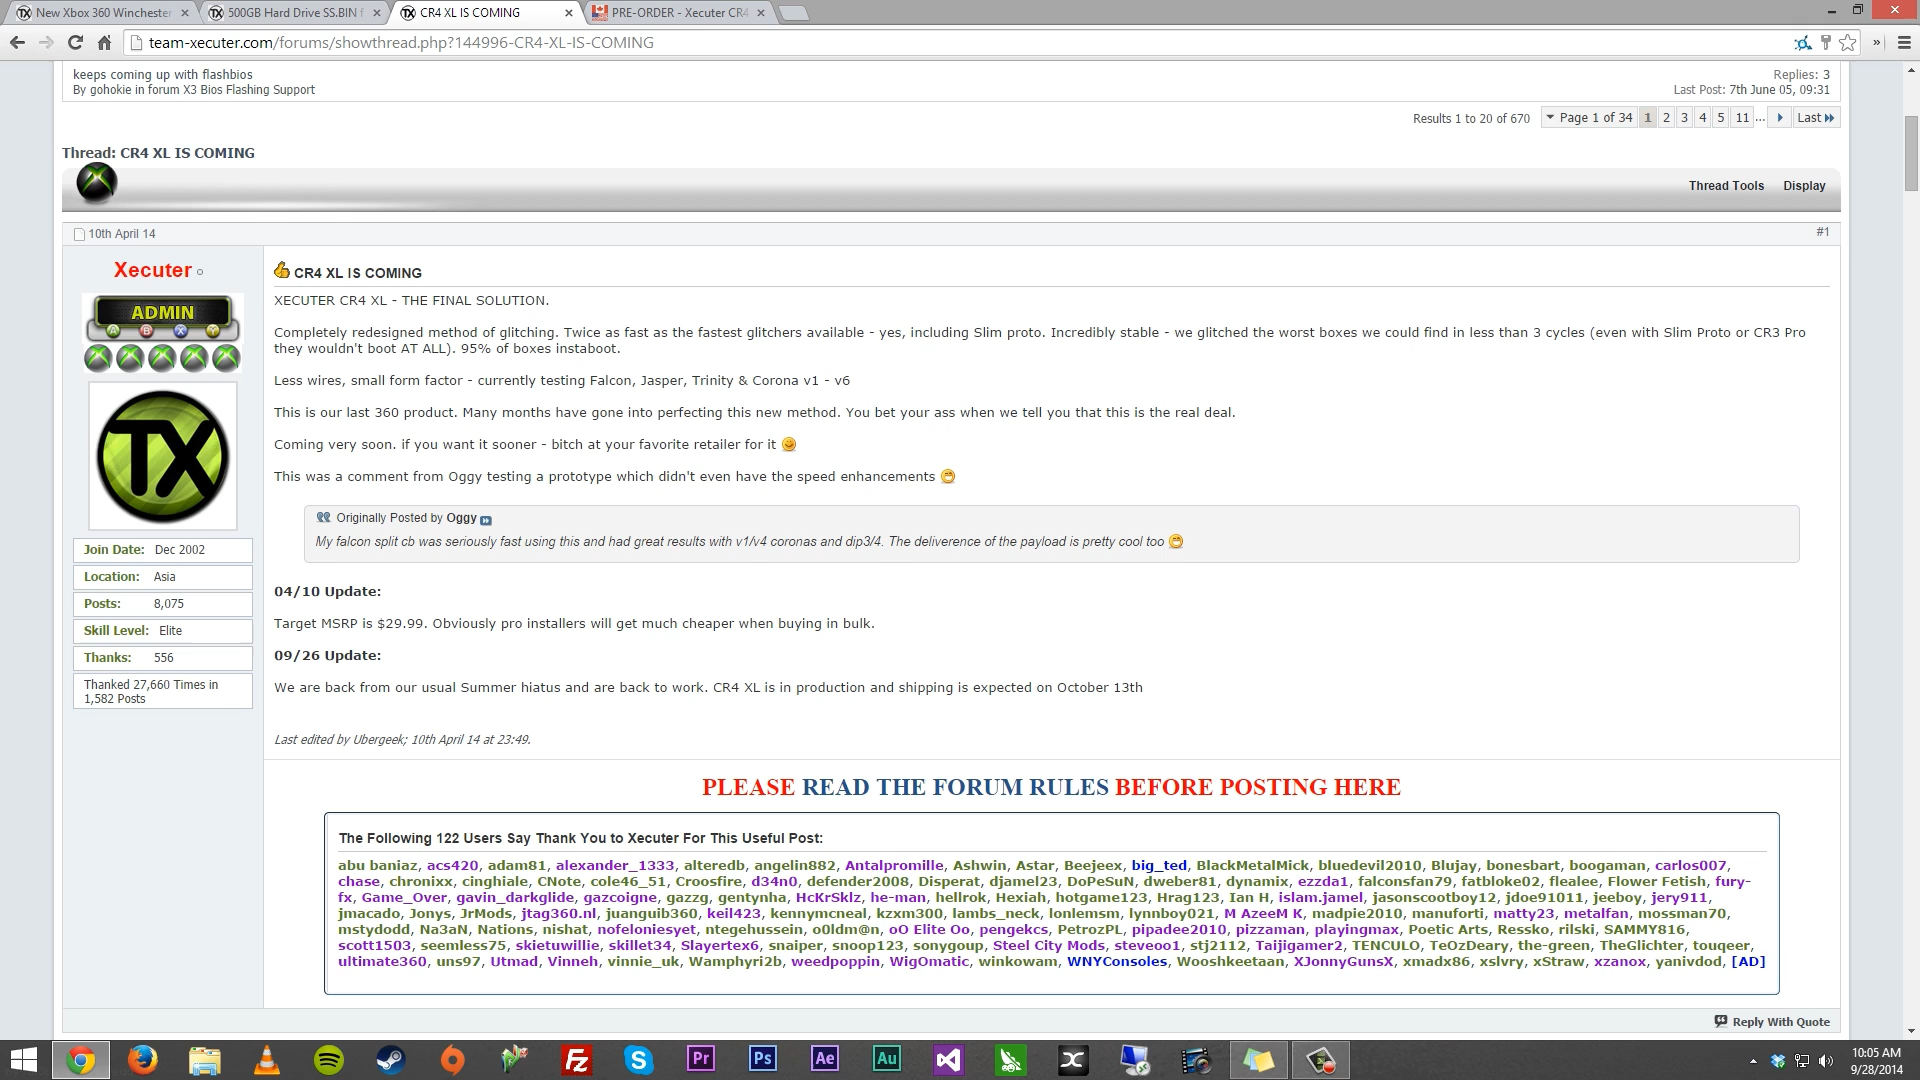 New Xbox 360 Winchester
500GB Hard Drive SS.BIN f
CR4 XL IS COMING
PRE-ORDER - Xecuter CR4
team-xecuter.com/forums/showthread.php?144996-CR4-XL-IS-COMING
keeps coming up with flashbios
By gohokie in forum X3 Bios Flashing Support
Replies: 3
Last Post: 7th June 05, 09:31
Results 1 to 20 of 670
Page 1 of 34 1 2 3 4 5 11 ... Last
Thread: CR4 XL IS COMING
Thread Tools Display
10th April 14
#1
Xecuter
ADMIN
A B X Y
TX
Join Date: Dec 2002
Location: Asia
Posts: 8,075
Skill Level: Elite
Thanks: 556
Thanked 27,660 Times in
1,582 Posts
CR4 XL IS COMING
XECUTER CR4 XL - THE FINAL SOLUTION.
Completely redesigned method of glitching. Twice as fast as the fastest glitchers available - yes, including Slim proto. Incredibly stable - we glitched the worst boxes we could find in less than 3 cycles (even with Slim Proto or CR3 Pro
they wouldn't boot AT ALL). 95% of boxes instaboot.
Less wires, small form factor - currently testing Falcon, Jasper, Trinity & Corona v1 - v6
This is our last 360 product. Many months have gone into perfecting this new method. You bet your ass when we tell you that this is the real deal.
Coming very soon. if you want it sooner - bitch at your favorite retailer for it
This was a comment from Oggy testing a prototype which didn't even have the speed enhancements
Originally Posted by Oggy
My falcon split cb was seriously fast using this and had great results with v1/v4 coronas and dip3/4. The deliverence of the payload is pretty cool too
04/10 Update:
Target MSRP is $29.99. Obviously pro installers will get much cheaper when buying in bulk.
09/26 Update:
We are back from our usual Summer hiatus and are back to work. CR4 XL is in production and shipping is expected on October 13th
Last edited by Ubergeek; 10th April 14 at 23:49.
PLEASE READ THE FORUM RULES BEFORE POSTING HERE
The Following 122 Users Say Thank You to Xecuter For This Useful Post:
abu baniaz, acs420, adam81, alexander_1333, alteredb, angelin882, Antalpromille, Ashwin, Astar, Beejeex, big_ted, BlackMetalMick, bluedevil2010, Blujay, bonesbart, boogaman, carlos007,
chase, chronixx, cinghiale, CNote, cole46_51, Croosfire, d34n0, defender2008, Disperat, djamel23, DoPeSuN, dweber81, dynamix, ezzda1, falconsfan79, fatbloke02, flealee, Flower Fetish, fury-
fx, Game_Over, gavin_darkglide, gazcoigne, gazzg, gentynha, HcKrSklz, he-man, hellrok, Hexiah, hotgame123, Hrag123, Ian H, islam.jamel, jasonscootboy12, jdoe91011, jeeboy, jery911,
jmacado, Jonys, JrMods, jtag360.nl, juanguib360, keil423, kennymcneal, kzxm300, lambs_neck, lonlemsm, lynnboy021, M AzeeM K, madpie2010, manuforti, matty23, metalfan, mossman70,
mstydodd, Na3aN, Nations, nishat, nofeloniesyet, ntegehussein, o0ldm@n, oO Elite Oo, pengekcs, PetrozPL, pipadee2010, pizzaman, playingmax, Poetic Arts, Ressko, rilski, SAMMY816,
scott1503, seemless75, skietuwillie, skillet34, Slayertex6, snaiper, snoop123, sonygoup, Steel City Mods, steveoo1, stj2112, Taijigamer2, TENCULO, TeOzDeary, the-green, TheGlichter, touqeer,
ultimate360, uns97, Utmad, Vinneh, vinnie_uk, Wamphyri2b, weedpoppin, WigOmatic, winkowam, WNYConsoles, Wooshkeetaan, XJonnyGunsX, xmadx86, xslvry, xStraw, xzanox, yanivdod, [AD]
Reply With Quote
Fz
Pr
Ps
Ae
Au
10:05 AM
9/28/2014